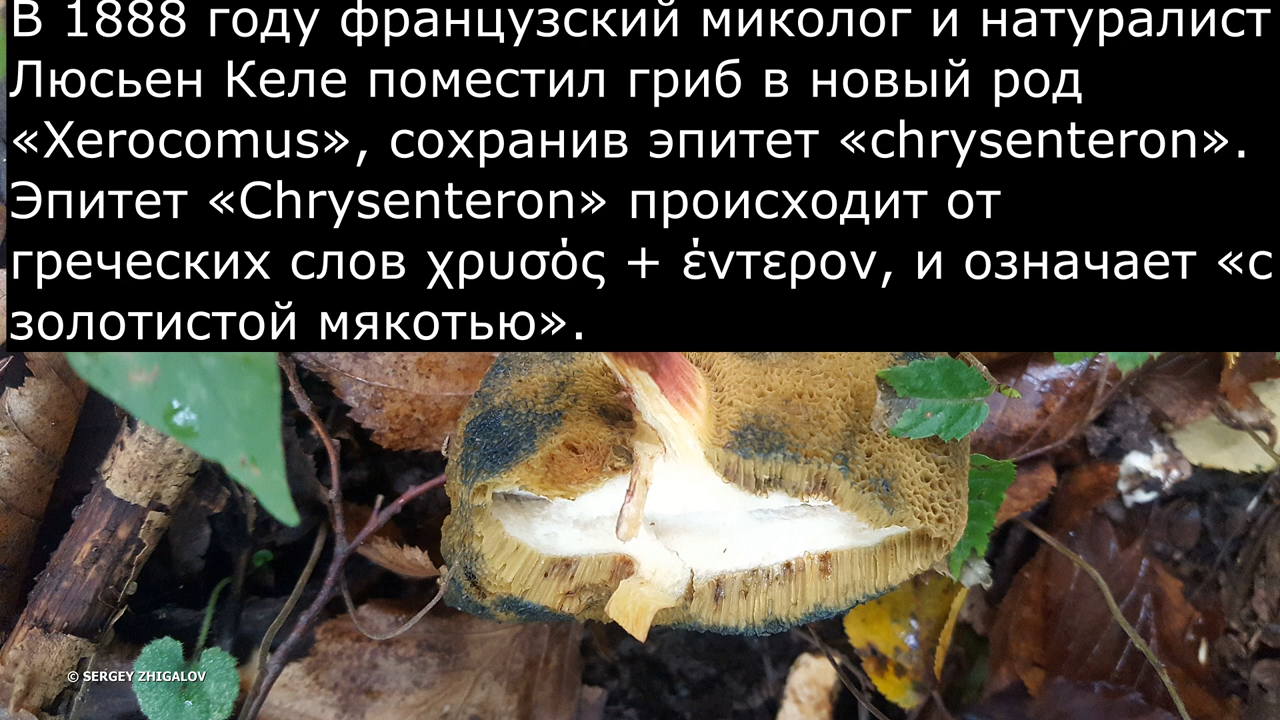 В 1888 году французский миколог и натуралист
Люсьен Келе поместил гриб в новый род
«Xerocomus», сохранив эпитет «chrysenteron».
Эпитет «Chrysenteron» происходит от
греческих слов χρυσός + έντερον, и означает «с
золотистой мякотью».
© SERGEY ZHIGALOV